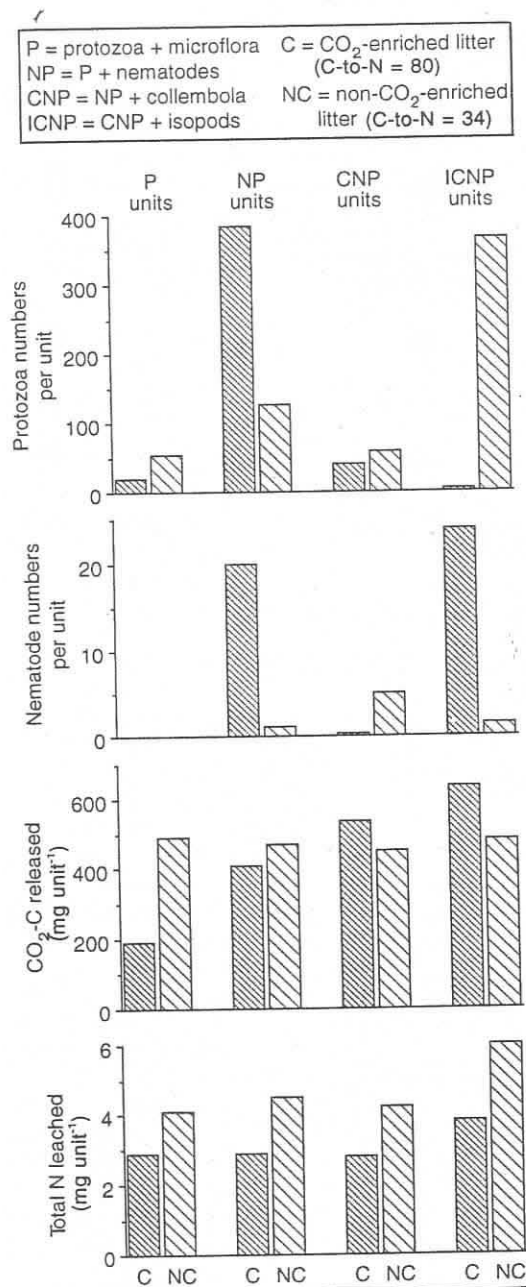 P = protozoa + microflora C = CO₂-enriched litter
NP = P + nematodes (C-to-N = 80)
CNP = NP + collembola NC = non-CO₂-enriched
ICNP = CNP + isopods litter (C-to-N = 34)
P units
NP units
CNP units
ICNP units
Protozoa numbers per unit
400
300
200
100
0
Nematode numbers per unit
20
10
0
CO₂-C released (mg unit⁻¹)
600
400
200
0
Total N leached (mg unit⁻¹)
6
4
2
0
C NC C NC C NC C NC